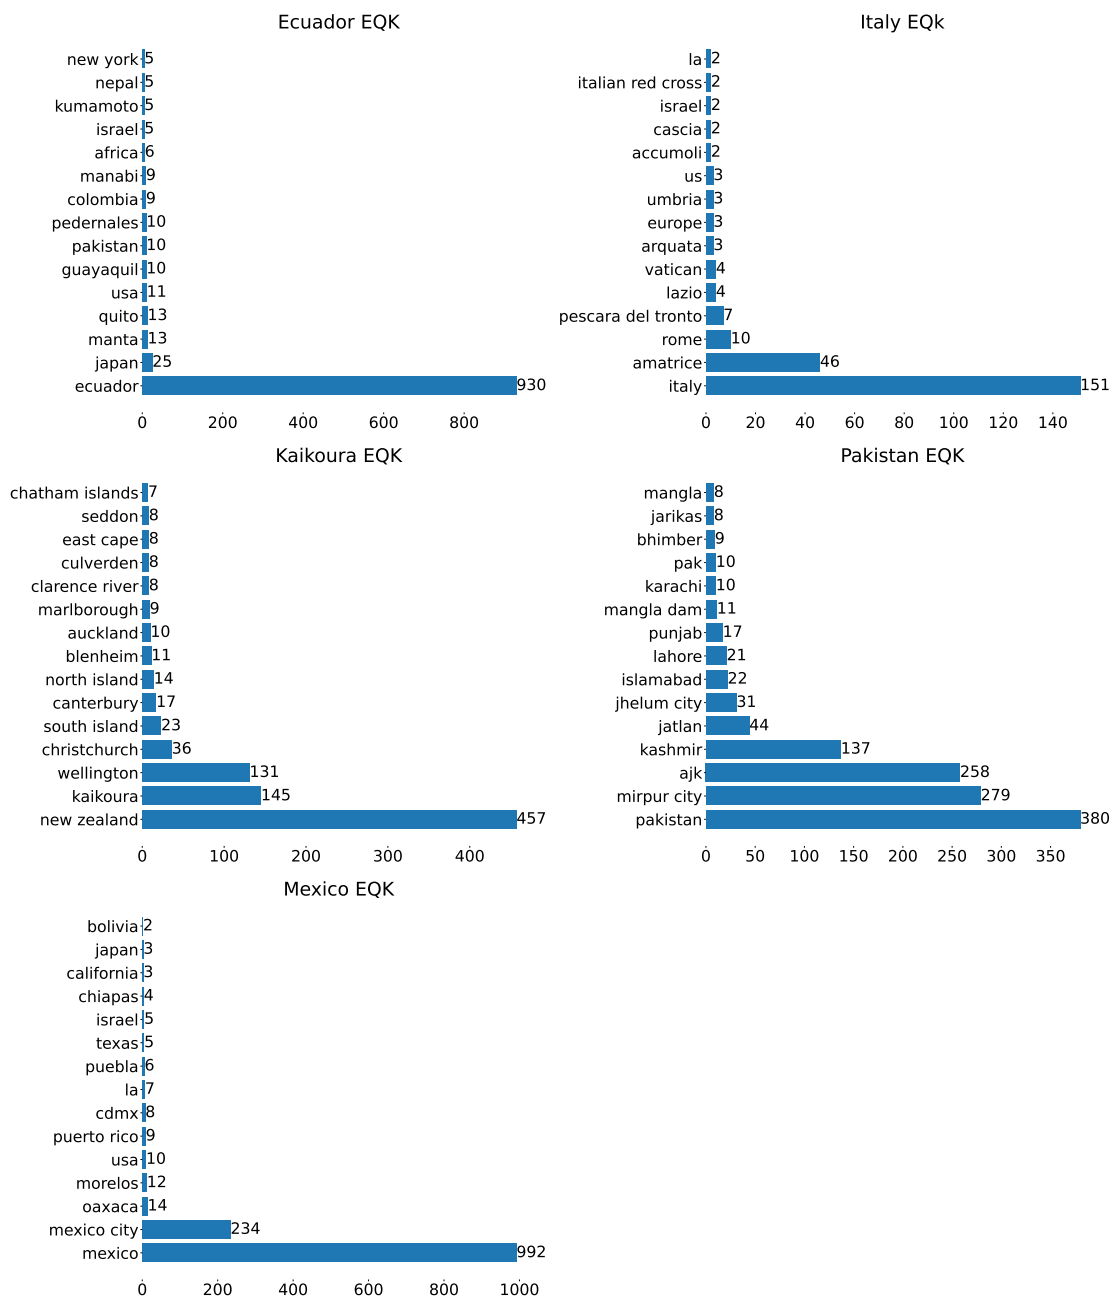 Ecuador EQK
new york 5
nepal 5
kumamoto 5
israel 5
africa 6
manabi 9
colombia 9
pedernales 10
pakistan 10
guayaquil 10
usa 11
quito 13
manta 13
japan 25
ecuador 930
0 200 400 600 800
Italy EQk
la 2
italian red cross 2
israel 2
cascia 2
accumoli 2
us 3
umbria 3
europe 3
arquata 3
vatican 4
lazio 4
pescara del tronto 7
rome 10
amatrice 46
italy 151
0 20 40 60 80 100 120 140
Kaikoura EQK
chatham islands 7
seddon 8
east cape 8
culverden 8
clarence river 8
marlborough 9
auckland 10
blenheim 11
north island 14
canterbury 17
south island 23
christchurch 36
wellington 131
kaikoura 145
new zealand 457
0 100 200 300 400
Pakistan EQK
mangla 8
jarikas 8
bhimber 9
pak 10
karachi 10
mangla dam 11
punjab 17
lahore 21
islamabad 22
jhelum city 31
jatlan 44
kashmir 137
ajk 258
mirpur city 279
pakistan 380
0 50 100 150 200 250 300 350
Mexico EQK
bolivia 2
japan 3
california 3
chiapas 4
israel 5
texas 5
puebla 6
la 7
cdmx 8
puerto rico 9
usa 10
morelos 12
oaxaca 14
mexico city 234
mexico 992
0 200 400 600 800 1000